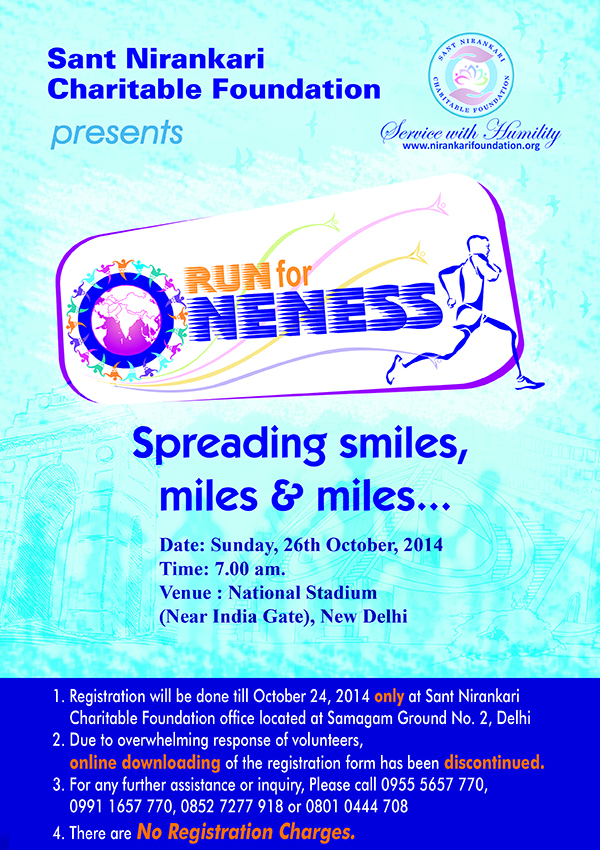 Sant Nirankari
Charitable Foundation
presents
SANT NIRANKARI
CHARITABLE FOUNDATION
Service with Humility
www.nirankarifoundation.org
RUN for
ONENESS
Spreading smiles,
miles & miles...
Date: Sunday, 26th October, 2014
Time: 7.00 am.
Venue : National Stadium
(Near India Gate), New Delhi
1. Registration will be done till October 24, 2014 only at Sant Nirankari
Charitable Foundation office located at Samagam Ground No. 2, Delhi
2. Due to overwhelming response of volunteers,
online downloading of the registration form has been discontinued.
3. For any further assistance or inquiry, Please call 0955 5657 770,
0991 1657 770, 0852 7277 918 or 0801 0444 708
4. There are No Registration Charges.